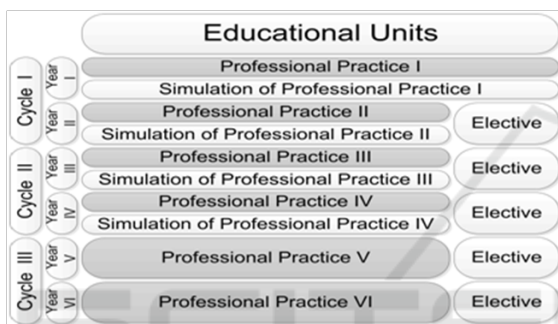 Educational Units
Cycle I
Year I
Professional Practice I
Simulation of Professional Practice I
Year II
Professional Practice II
Simulation of Professional Practice II
Elective
Cycle II
Year III
Professional Practice III
Simulation of Professional Practice III
Elective
Year IV
Professional Practice IV
Simulation of Professional Practice IV
Elective
Cycle III
Year V
Professional Practice V
Elective
Year VI
Professional Practice VI
Elective